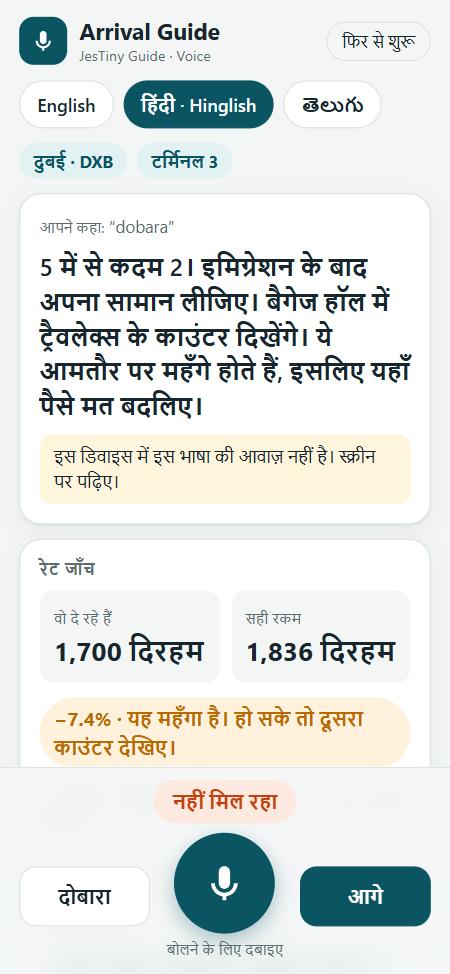 Arrival Guide
JesTiny Guide · Voice
फिर से शुरू
English
हिंदी · Hinglish
తెలుగు
दुबई · DXB
टर्मिनल 3
आपने कहा: “dobara”
5 में से कदम 2। इमिग्रेशन के बाद
अपना सामान लीजिए। बैगेज हॉल में
ट्रैवलेक्स के काउंटर दिखेंगे। ये
आमतौर पर महँगे होते हैं, इसलिए यहाँ
पैसे मत बदलिए।
इस डिवाइस में इस भाषा की आवाज़ नहीं है। स्क्रीन
पर पढ़िए।
रेट जाँच
वो दे रहे हैं
1,700 दिरहम
सही रकम
1,836 दिरहम
−7.4% · यह महँगा है। हो सके तो दूसरा
काउंटर देखिए।
नहीं मिल रहा
दोबारा
आगे
बोलने के लिए दबाइए